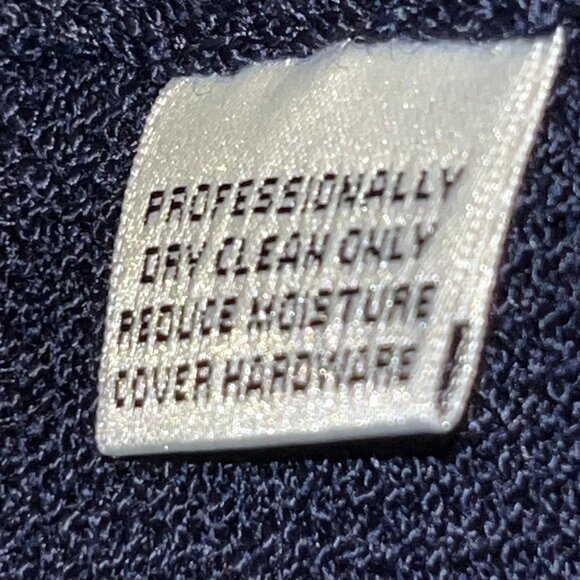 PROFESSIONALLY
DRY CLEAN ONLY
REDUCE MOISTURE
COVER HARDWARE